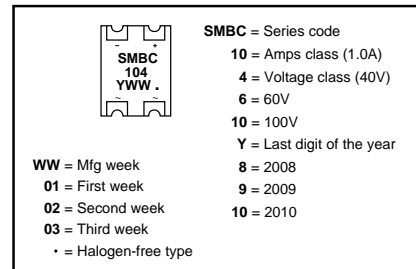 - +
SMBC
104
YWW .
~ ~
WW = Mfg week
01 = First week
02 = Second week
03 = Third week
· = Halogen-free type
SMBC = Series code
10 = Amps class (1.0A)
4 = Voltage class (40V)
6 = 60V
10 = 100V
Y = Last digit of the year
8 = 2008
9 = 2009
10 = 2010